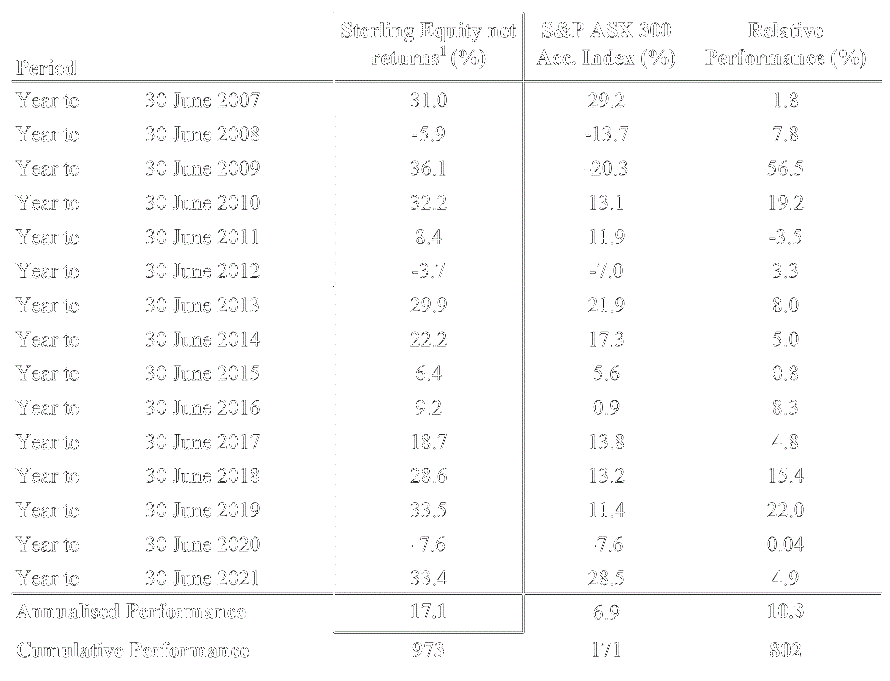 Sterling Equity net S&P ASX 300 Relative
Period returns¹ (%) Acc. Index (%) Performance (%)
Year to 30 June 2007 31.0 29.2 1.8
Year to 30 June 2008 -5.9 -13.7 7.8
Year to 30 June 2009 36.1 -20.3 56.5
Year to 30 June 2010 32.2 13.1 19.2
Year to 30 June 2011 8.4 11.9 -3.5
Year to 30 June 2012 -3.7 -7.0 3.3
Year to 30 June 2013 29.9 21.9 8.0
Year to 30 June 2014 22.2 17.3 5.0
Year to 30 June 2015 6.4 5.6 0.8
Year to 30 June 2016 9.2 0.9 8.3
Year to 30 June 2017 18.7 13.8 4.8
Year to 30 June 2018 28.6 13.2 15.4
Year to 30 June 2019 33.5 11.4 22.0
Year to 30 June 2020 -7.6 -7.6 0.04
Year to 30 June 2021 33.4 28.5 4.9
Annualised Performance 17.1 6.9 10.3
Cumulative Performance 973 171 802